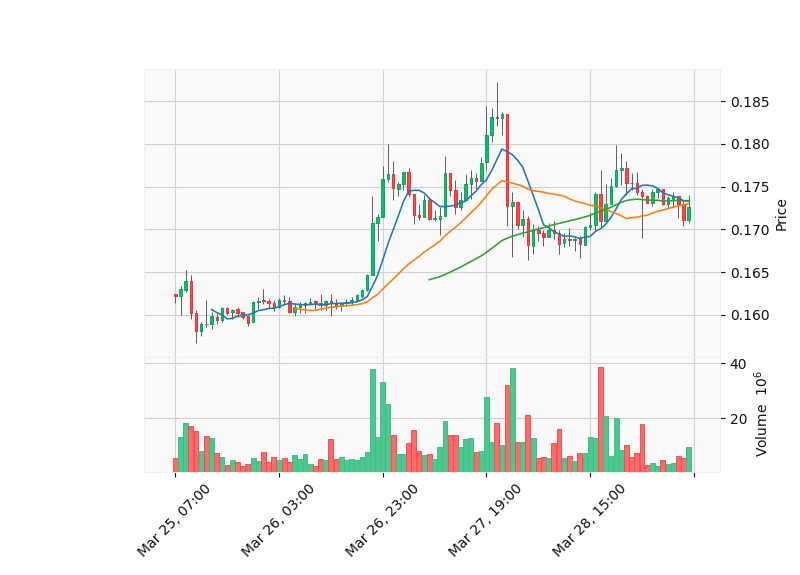 0.185
0.180
0.175
0.170
0.165
0.160
Price
40
20
Volume 10^6
Mar 25, 07:00
Mar 26, 03:00
Mar 26, 23:00
Mar 27, 19:00
Mar 28, 15:00